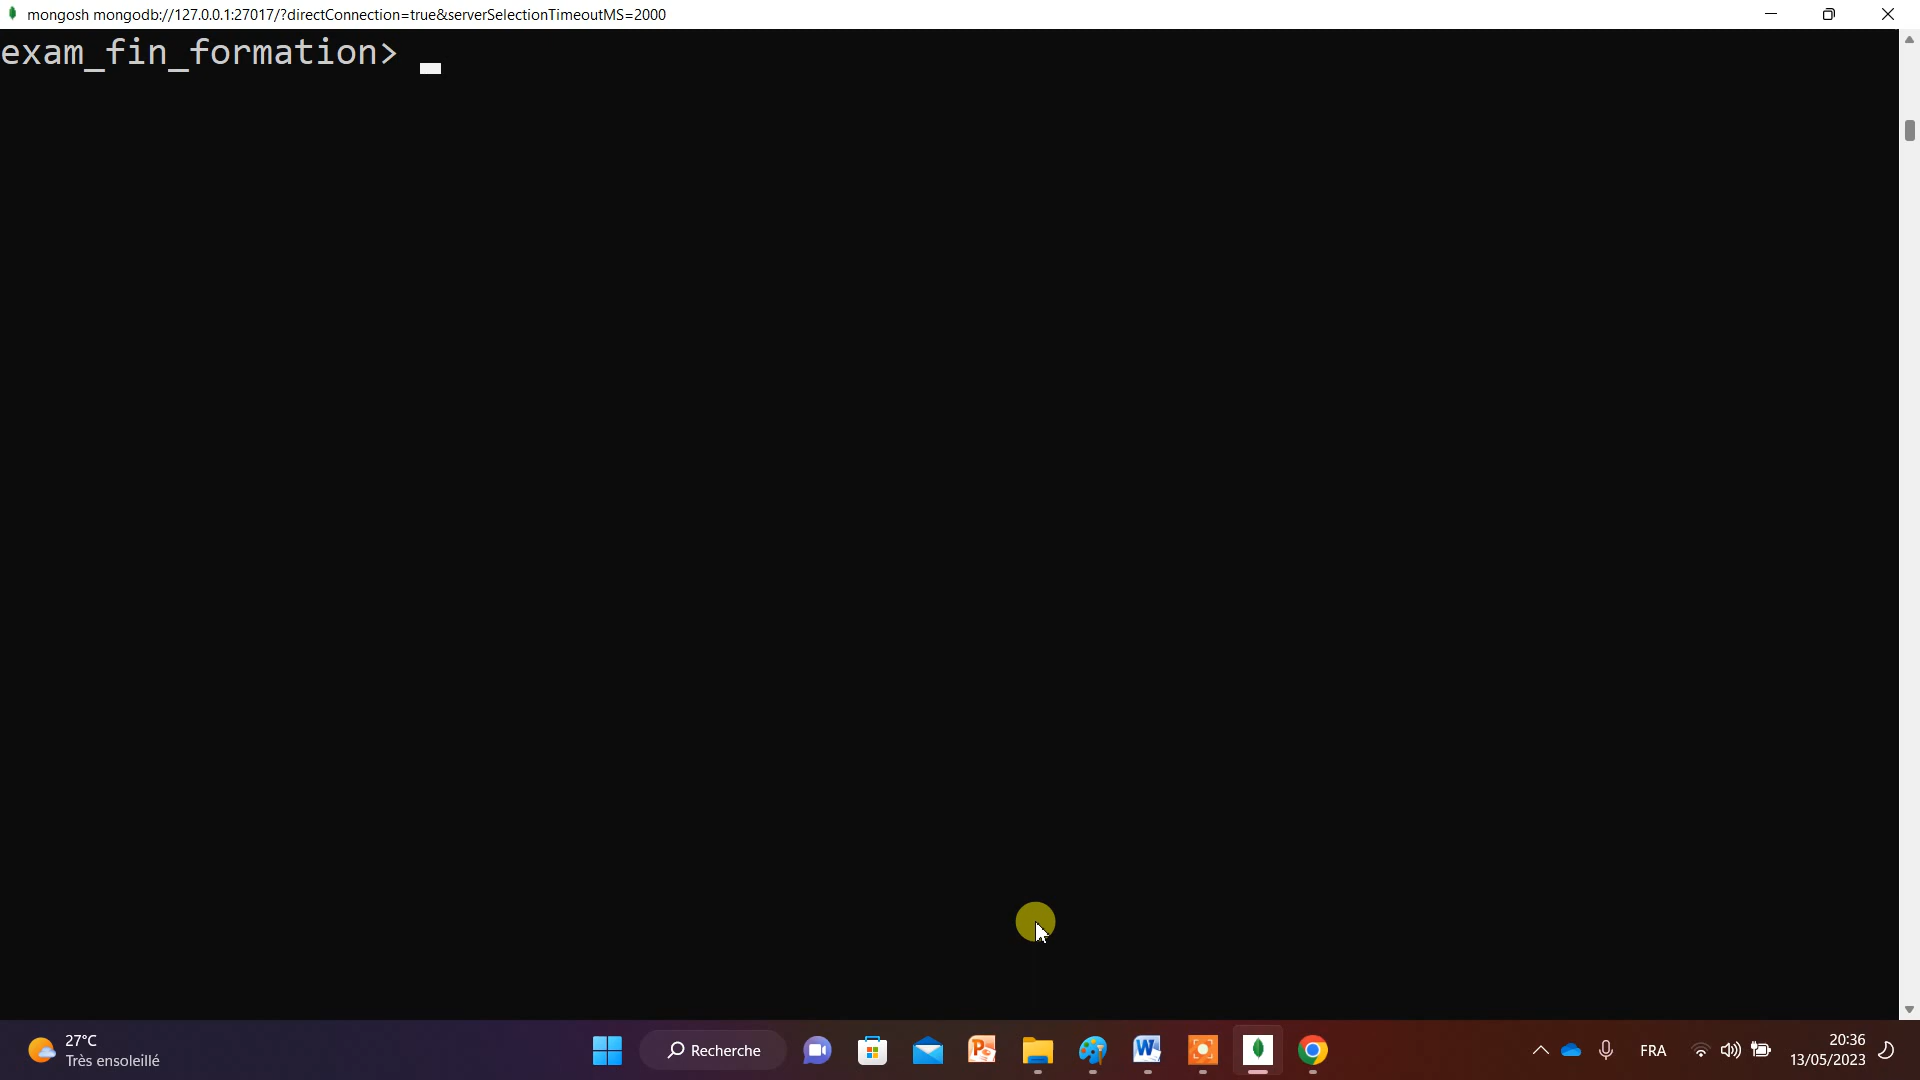 mongosh mongodb://127.0.0.1:27017/?directConnection=true&serverSelectionTimeoutMS=2000
exam_fin_formation>
27°C
Très ensoleillé
Recherche
FRA
20:36
13/05/2023